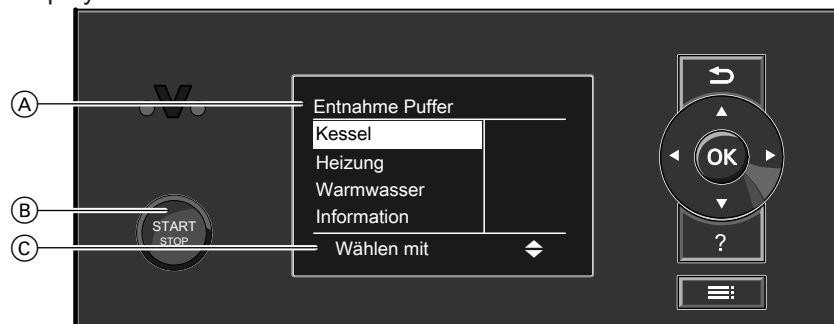 A
Entnahme Puffer
Kessel
Heizung
Warmwasser
Information
B
START
STOP
C
Wählen mit
OK
?